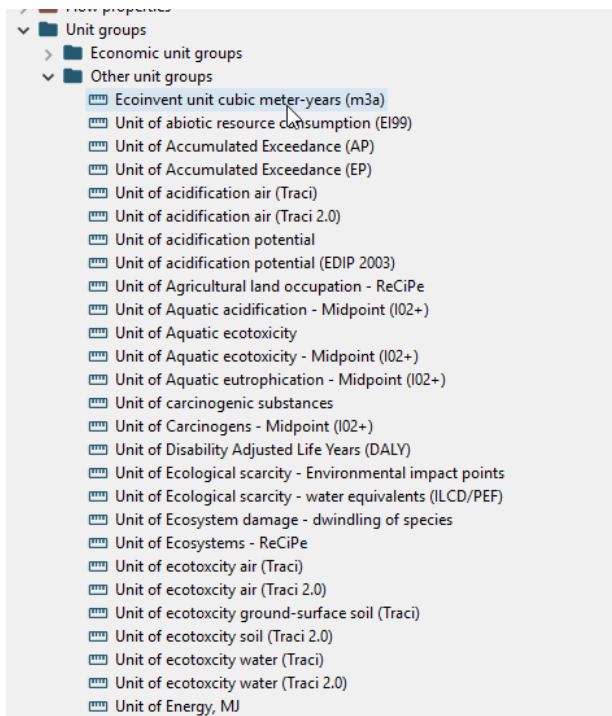 Flow properties
Unit groups
Economic unit groups
Other unit groups
Ecoinvent unit cubic meter-years (m3a)
Unit of abiotic resource consumption (EI99)
Unit of Accumulated Exceedance (AP)
Unit of Accumulated Exceedance (EP)
Unit of acidification air (Traci)
Unit of acidification air (Traci 2.0)
Unit of acidification potential
Unit of acidification potential (EDIP 2003)
Unit of Agricultural land occupation - ReCiPe
Unit of Aquatic acidification - Midpoint (I02+)
Unit of Aquatic ecotoxicity
Unit of Aquatic ecotoxicity - Midpoint (I02+)
Unit of Aquatic eutrophication - Midpoint (I02+)
Unit of carcinogenic substances
Unit of Carcinogens - Midpoint (I02+)
Unit of Disability Adjusted Life Years (DALY)
Unit of Ecological scarcity - Environmental impact points
Unit of Ecological scarcity - water equivalents (ILCD/PEF)
Unit of Ecosystem damage - dwindling of species
Unit of Ecosystems - ReCiPe
Unit of ecotoxcity air (Traci)
Unit of ecotoxcity air (Traci 2.0)
Unit of ecotoxcity ground-surface soil (Traci)
Unit of ecotoxcity soil (Traci 2.0)
Unit of ecotoxcity water (Traci)
Unit of ecotoxcity water (Traci 2.0)
Unit of Energy, MJ